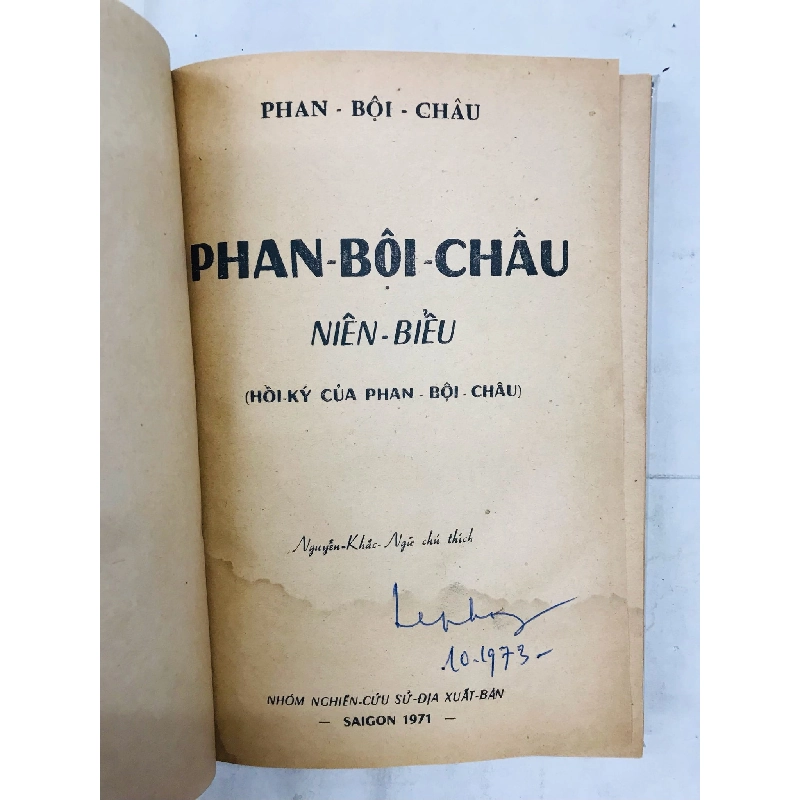 PHAN - BỘI - CHÂU
PHAN-BỘI-CHÂU
NIÊN-BIỂU
(HỒI-KÝ CỦA PHAN - BỘI - CHÂU)
Nguyễn-Khắc-Ngữ chú thích
10.1973-
NHÓM NGHIÊN-CỨU SỬ-ĐỊA XUẤT-BẢN
— SAIGON 1971 —